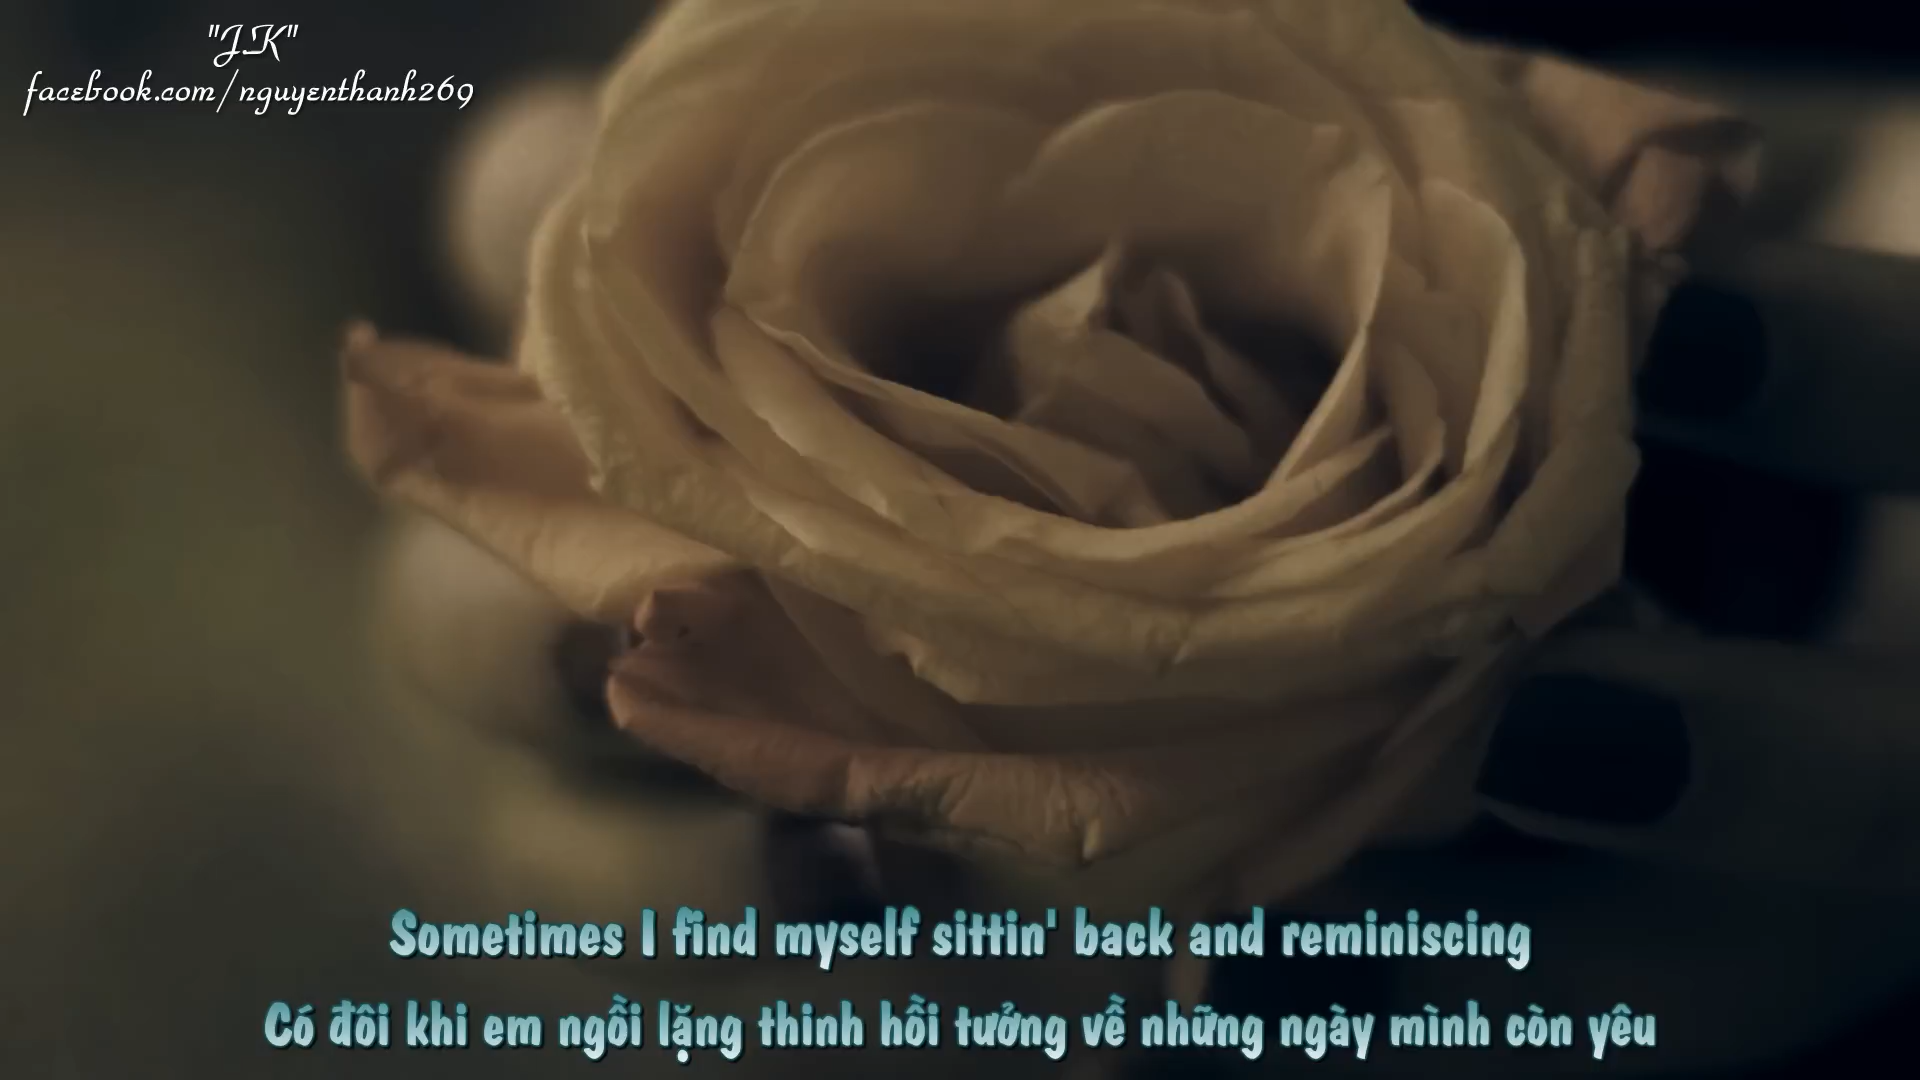 "J.K"
facebook.com/nguyenthanh269
Sometimes I find myself sittin' back and reminiscing
Có đôi khi em ngồi lặng thinh hồi tưởng về những ngày mình còn yêu